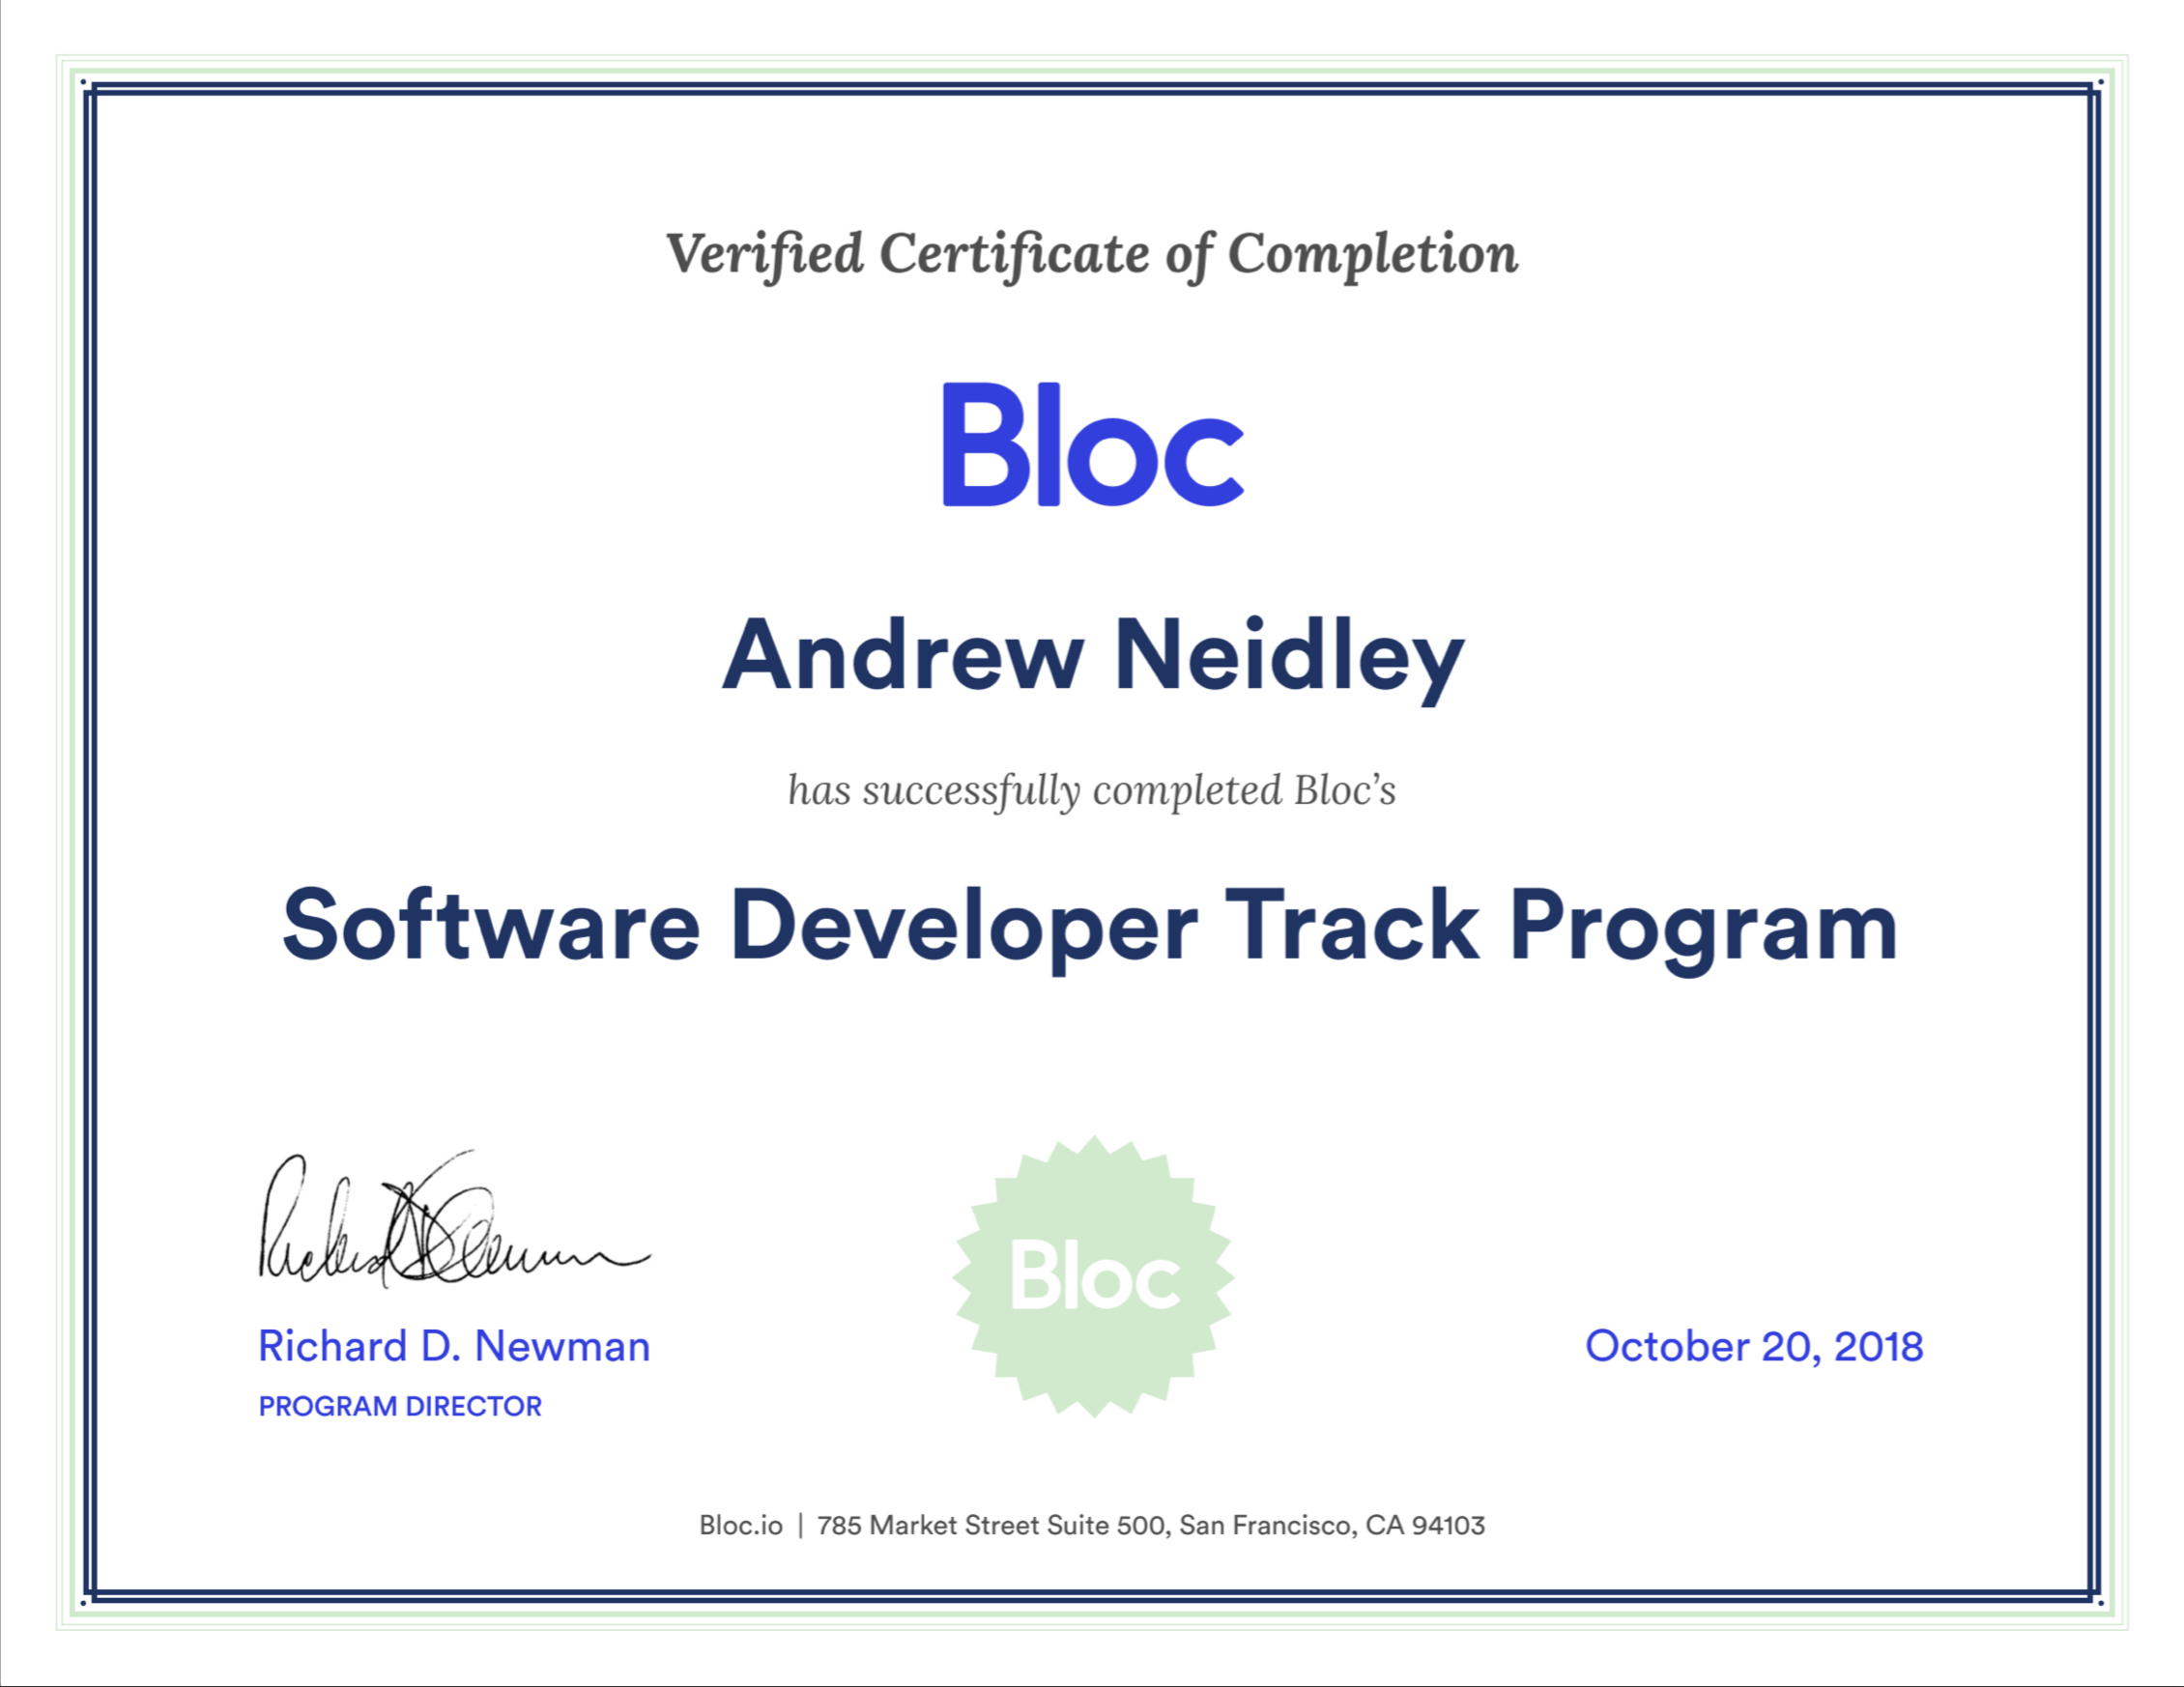 Verified Certificate of Completion
Bloc
Andrew Neidley
has successfully completed Bloc’s
Software Developer Track Program
Bloc
Richard D. Newman
October 20, 2018
PROGRAM DIRECTOR
Bloc.io | 785 Market Street Suite 500, San Francisco, CA 94103